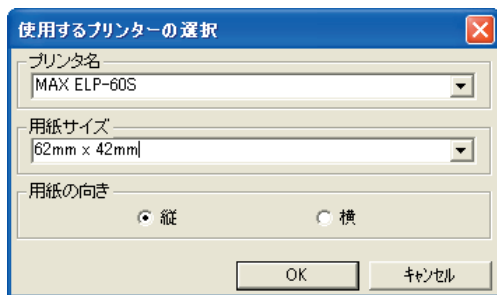 使用するプリンターの選択
プリンタ名
MAX ELP-60S
用紙サイズ
62mm x 42mm
用紙の向き
縦 横
OK ｷｬﾝｾﾙ